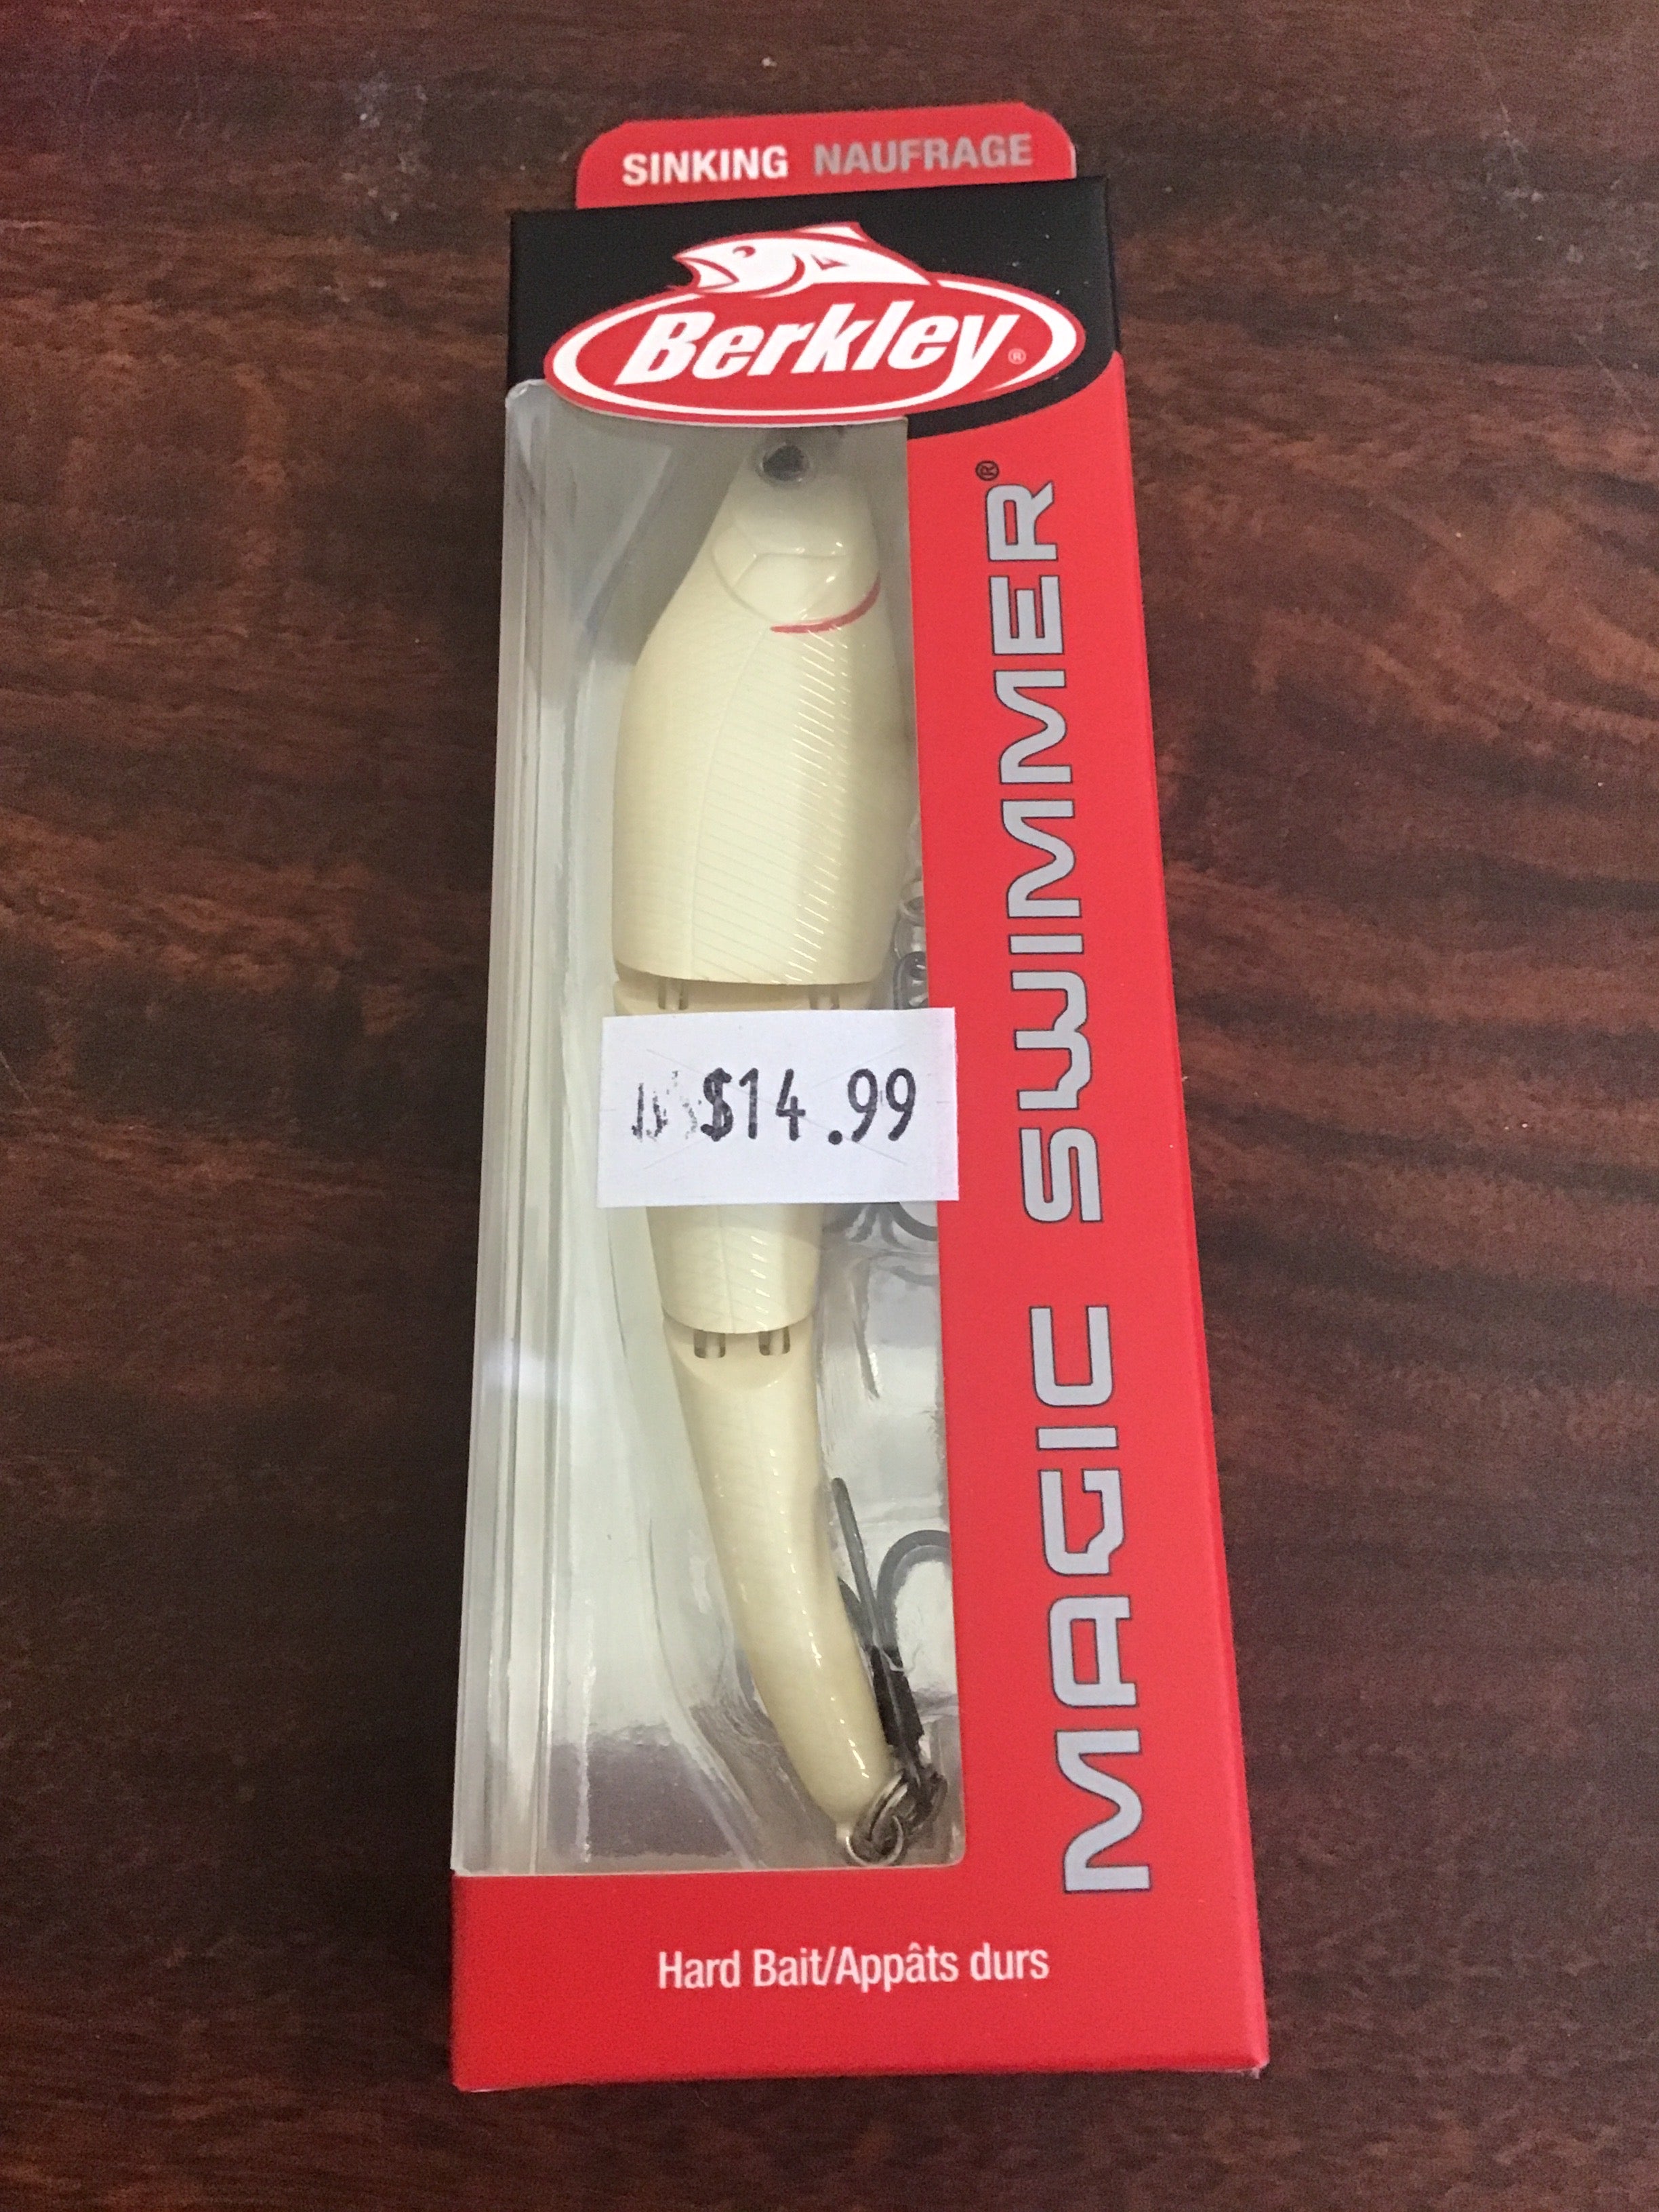 SINKING NAUFRAGE
Berkley®
MAGIC SWIMMER®
$14.99
Hard Bait/Appâts durs